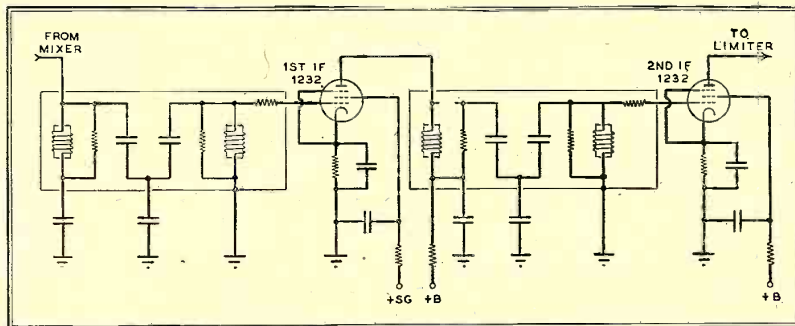 FROM
MIXER
1ST IF
1232
2ND IF
1232
TO
LIMITER
+SG
+B
+B